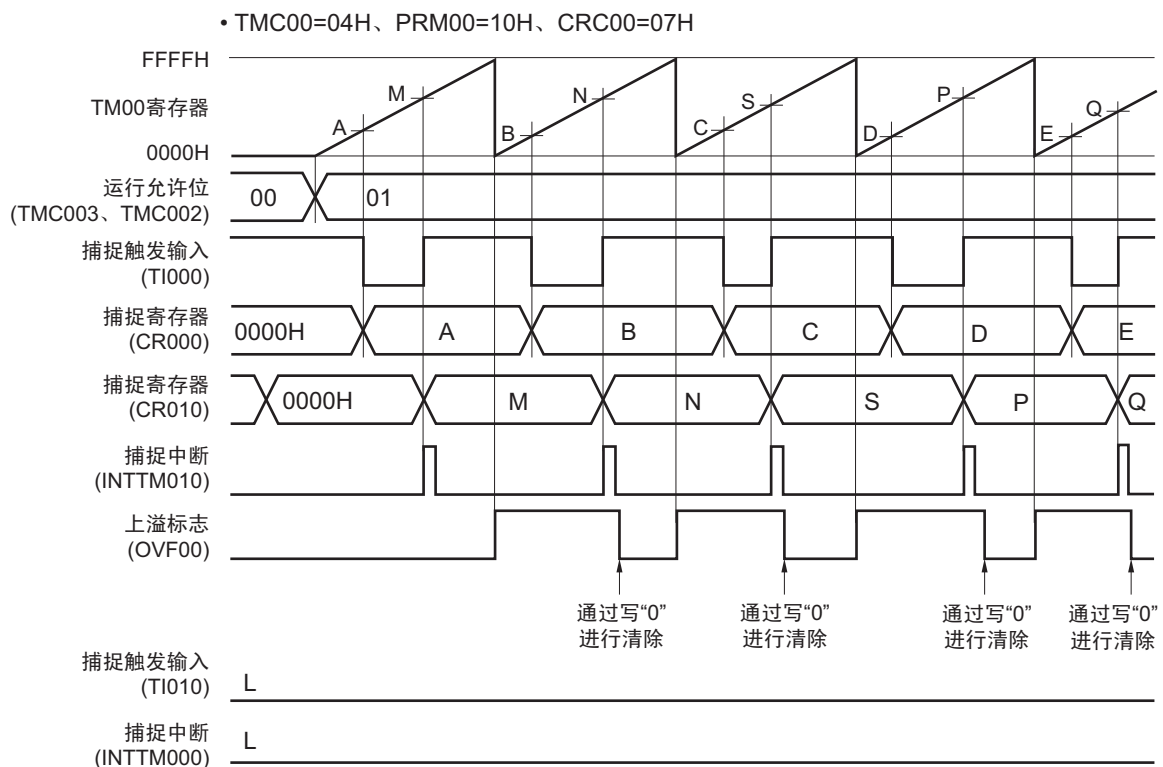 • TMC00=04H、PRM00=10H、CRC00=07H
FFFFH
TM00寄存器
0000H
A
M
B
N
C
S
D
P
E
Q
运行允许位
(TMC003、TMC002)
00
01
捕捉触发输入
(TI000)
捕捉寄存器
(CR000)
0000H
A
B
C
D
E
捕捉寄存器
(CR010)
0000H
M
N
S
P
Q
捕捉中断
(INTTM010)
上溢标志
(OVF00)
通过写“0”
进行清除
通过写“0”
进行清除
通过写“0”
进行清除
通过写“0”
进行清除
捕捉触发输入
(TI010)
L
捕捉中断
(INTTM000)
L